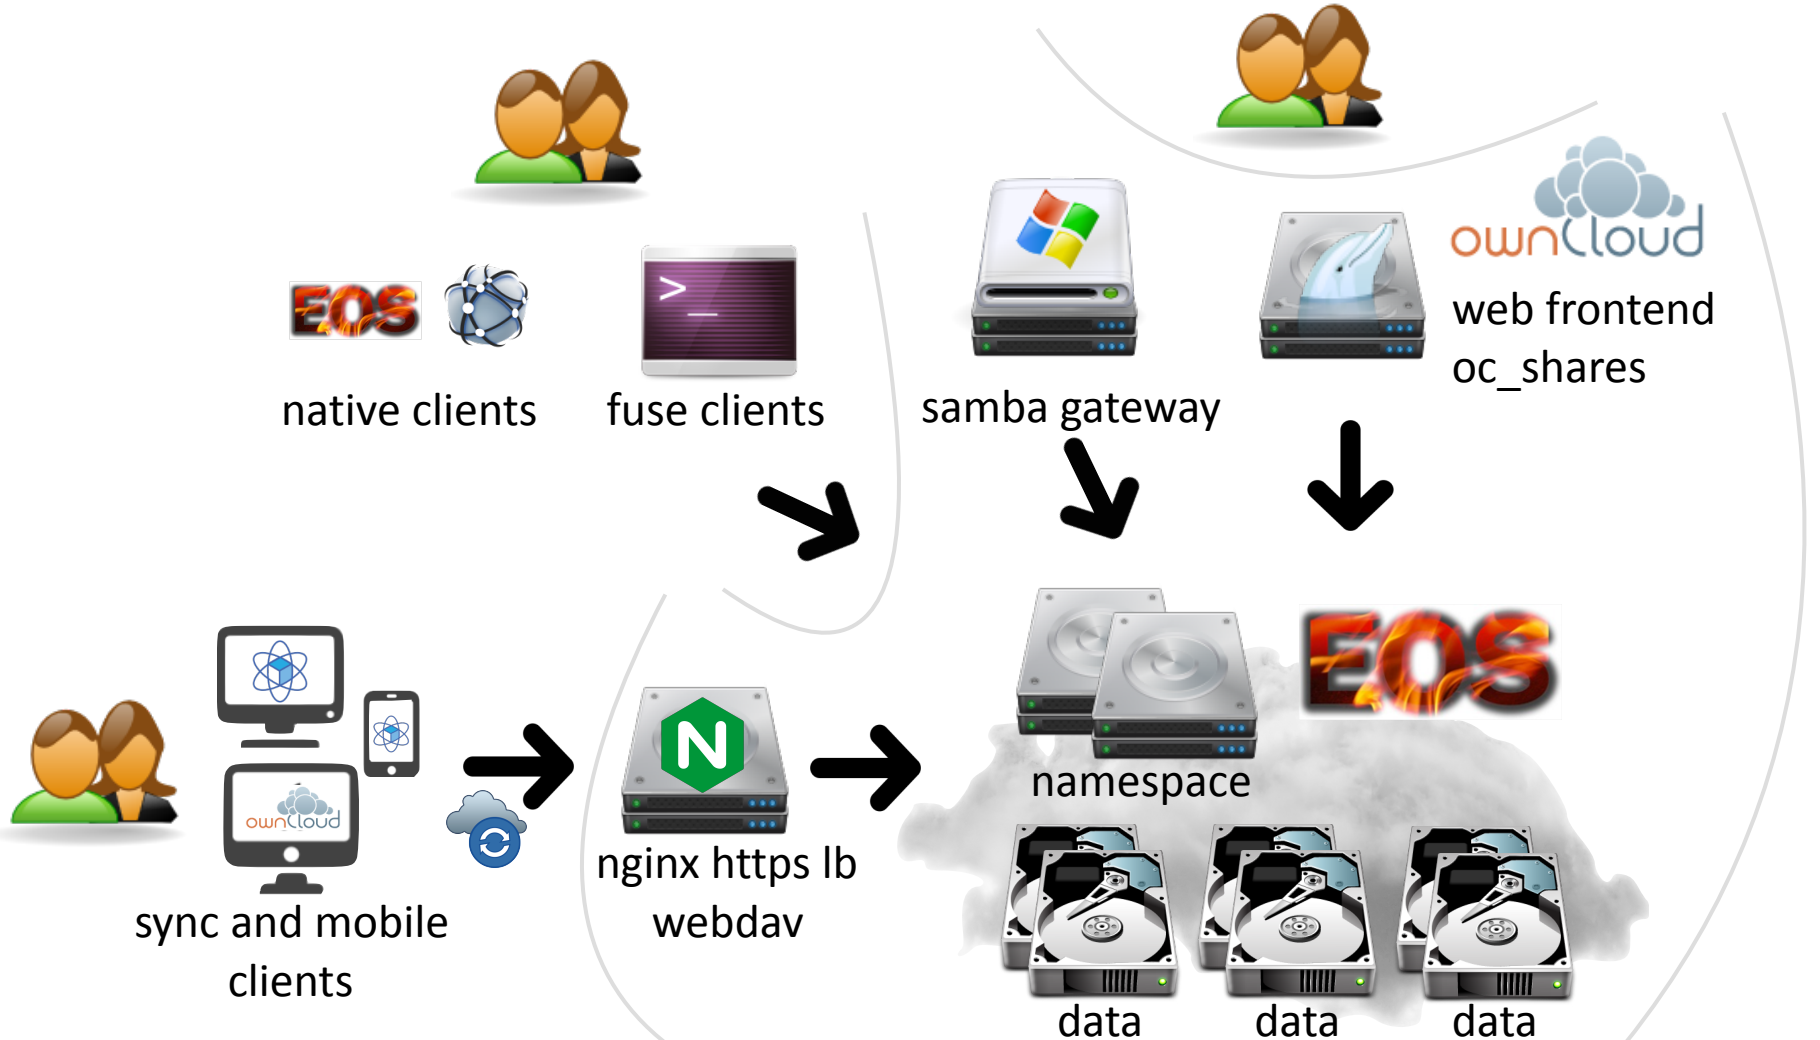 ownCloud
web frontend
oc_shares
EOS
>_
native clients
fuse clients
samba gateway
EOS
N
namespace
ownCloud
nginx https lb
webdav
sync and mobile
clients
data
data
data